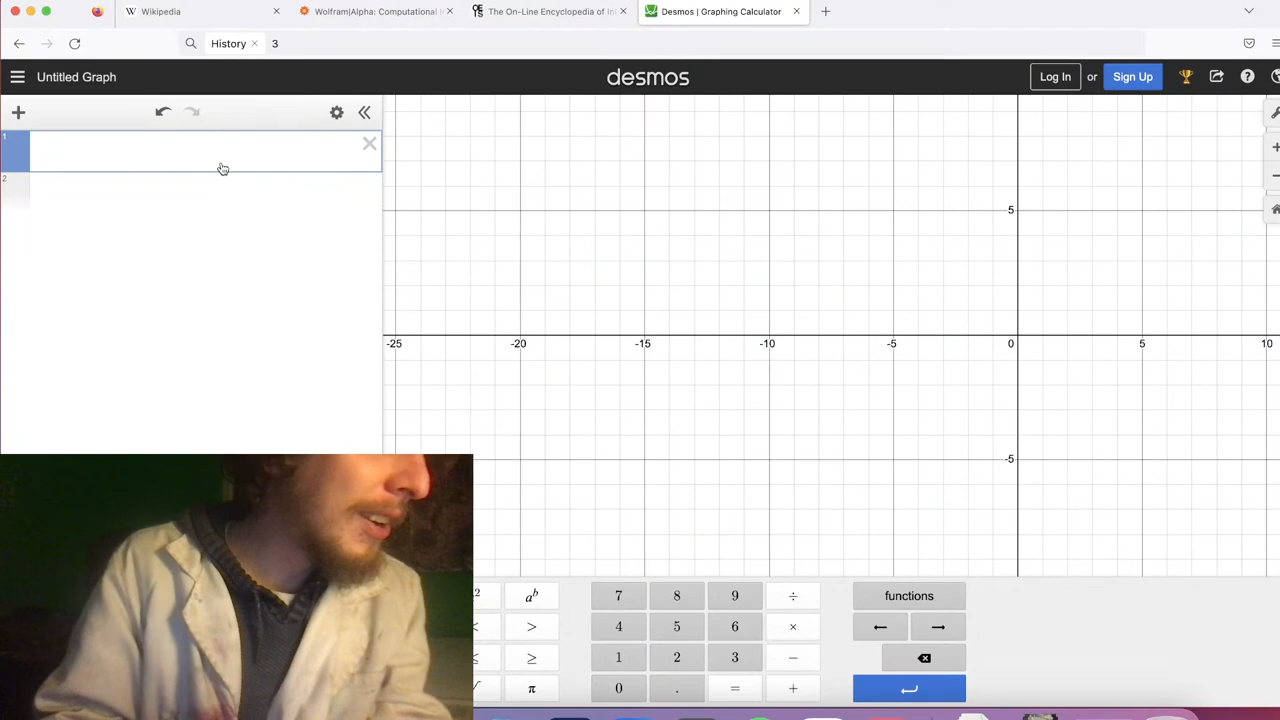 Wikipedia
Wolfram|Alpha: Computational I
The On-Line Encyclopedia of In
Desmos | Graphing Calculator
History 3
Untitled Graph
desmos
Log In or Sign Up
1
2
5
-25 -20 -15 -10 -5 0 5 10
-5
2 aᵇ 7 8 9 ÷ functions
< > 4 5 6 × ← →
≤ ≥ 1 2 3 −
√ π 0 . = +